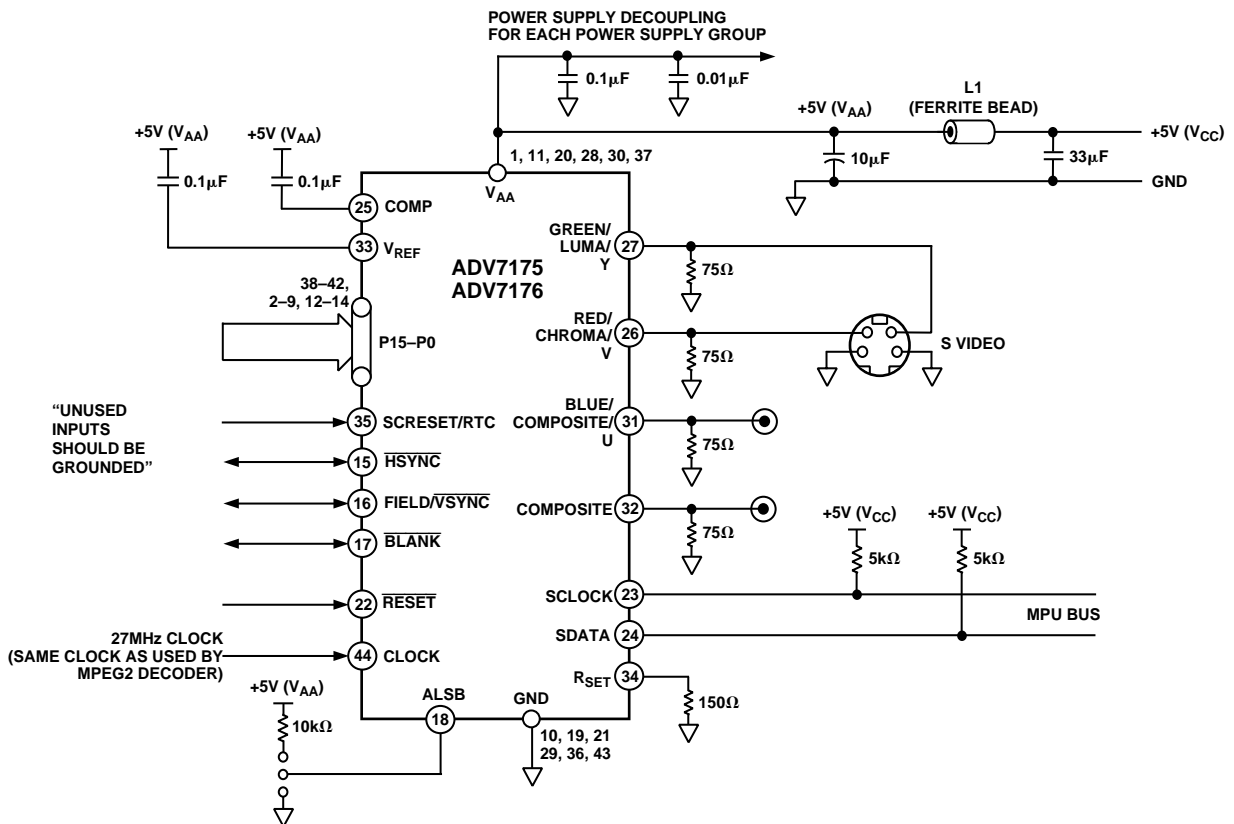 POWER SUPPLY DECOUPLING
FOR EACH POWER SUPPLY GROUP
0.1µF
0.01µF
L1
(FERRITE BEAD)
+5V (VAA)
+5V (VCC)
10µF
33µF
GND
+5V (VAA)
+5V (VAA)
0.1µF
0.1µF
1, 11, 20, 28, 30, 37
VAA
25
COMP
33
VREF
38–42,
2–9, 12–14
P15–P0
ADV7175
ADV7176
GREEN/
LUMA/
Y
27
75Ω
RED/
CHROMA/
V
26
75Ω
S VIDEO
BLUE/
COMPOSITE/
U
31
75Ω
COMPOSITE
32
75Ω
"UNUSED
INPUTS
SHOULD BE
GROUNDED"
35
SCRESET/RTC
15
HSYNC
16
FIELD/VSYNC
17
BLANK
22
RESET
27MHz CLOCK
(SAME CLOCK AS USED BY
MPEG2 DECODER)
44
CLOCK
+5V (VCC)
+5V (VCC)
5kΩ
5kΩ
SCLOCK
23
MPU BUS
SDATA
24
RSET
34
150Ω
+5V (VAA)
10kΩ
ALSB
18
GND
10, 19, 21
29, 36, 43